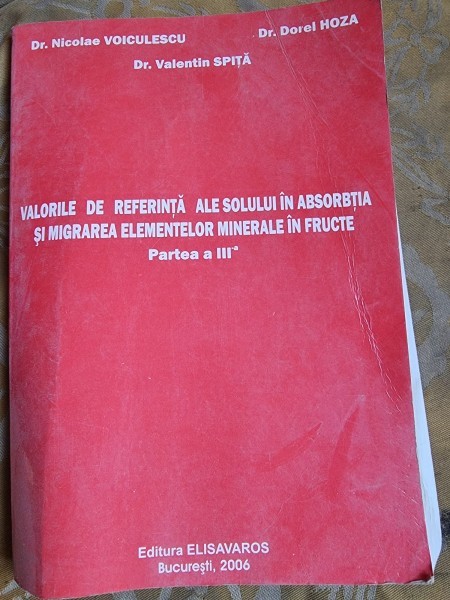 Dr. Nicolae VOICULESCU
Dr. Dorel HOZA
Dr. Valentin SPIȚĂ
VALORILE DE REFERINȚĂ ALE SOLULUI ÎN ABSORBȚIA
ȘI MIGRAREA ELEMENTELOR MINERALE ÎN FRUCTE
Partea a III-a
Editura ELISAVAROS
București, 2006